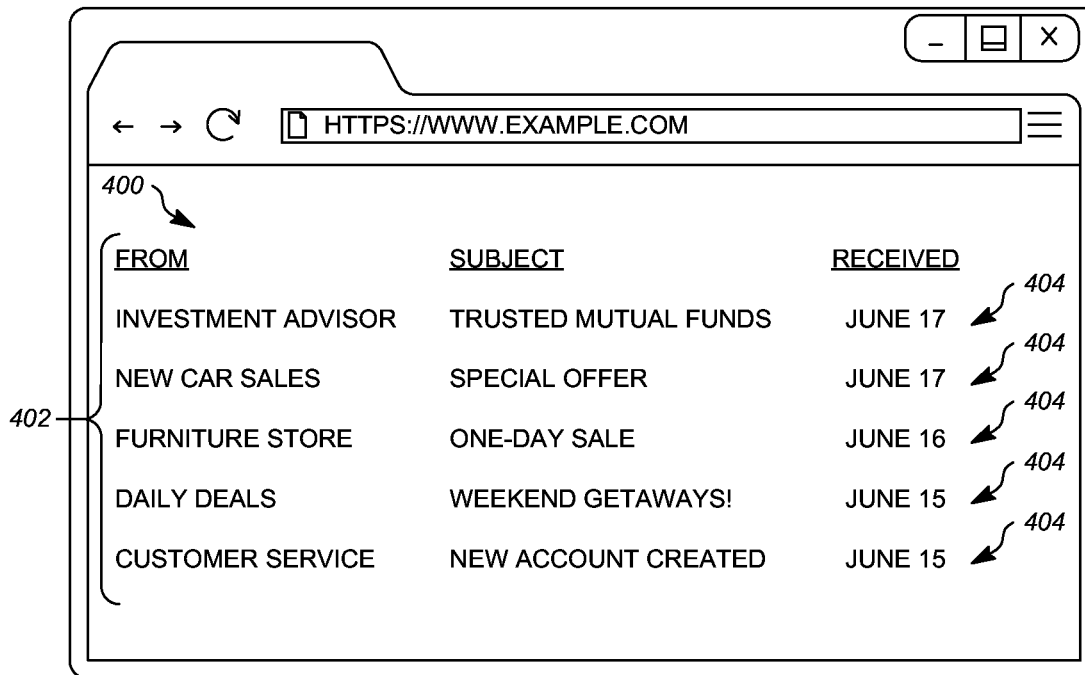 HTTPS://WWW.EXAMPLE.COM
400
FROM SUBJECT RECEIVED
404
INVESTMENT ADVISOR TRUSTED MUTUAL FUNDS JUNE 17
404
NEW CAR SALES SPECIAL OFFER JUNE 17
404
402
FURNITURE STORE ONE-DAY SALE JUNE 16
404
DAILY DEALS WEEKEND GETAWAYS! JUNE 15
404
CUSTOMER SERVICE NEW ACCOUNT CREATED JUNE 15